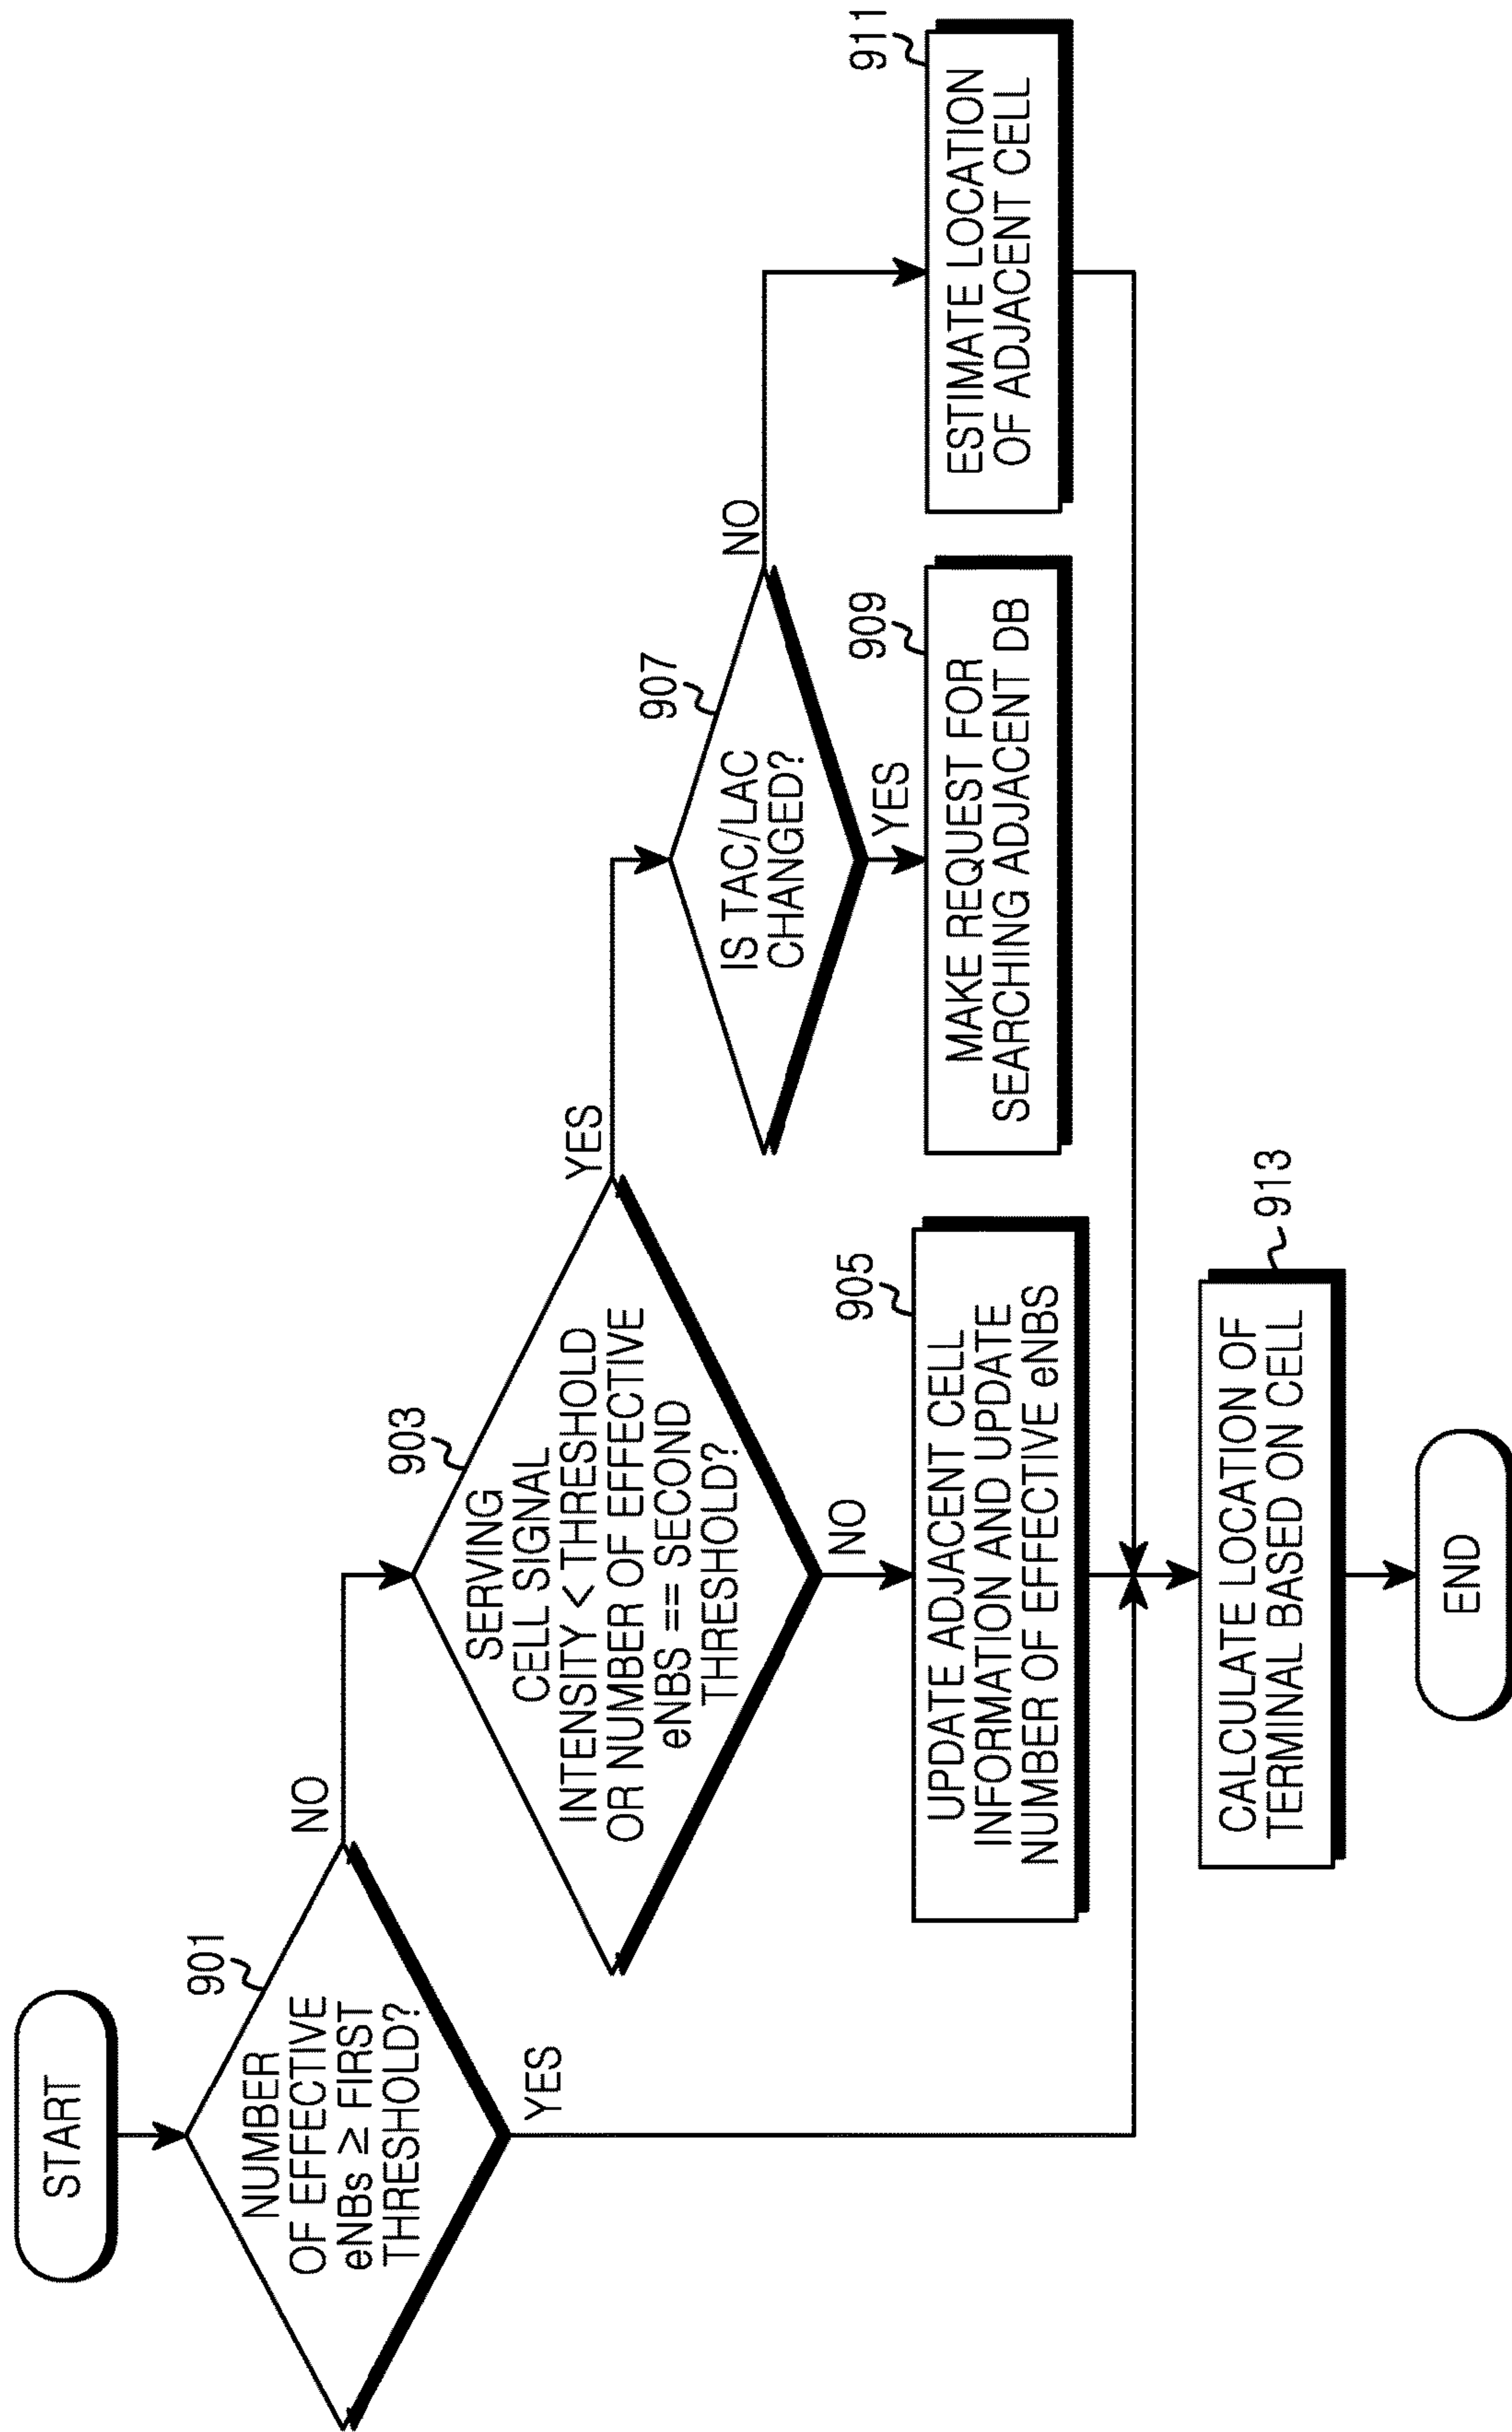 START
901
NUMBER
OF EFFECTIVE
eNBs ≥ FIRST
THRESHOLD?
NO
YES
903
SERVING
CELL SIGNAL
INTENSITY < THRESHOLD
OR NUMBER OF EFFECTIVE
eNBS == SECOND
THRESHOLD?
YES
NO
907
IS TAC/LAC
CHANGED?
NO
YES
905
UPDATE ADJACENT CELL
INFORMATION AND UPDATE
NUMBER OF EFFECTIVE eNBS
909
MAKE REQUEST FOR
SEARCHING ADJACENT DB
911
ESTIMATE LOCATION
OF ADJACENT CELL
913
CALCULATE LOCATION OF
TERMINAL BASED ON CELL
END